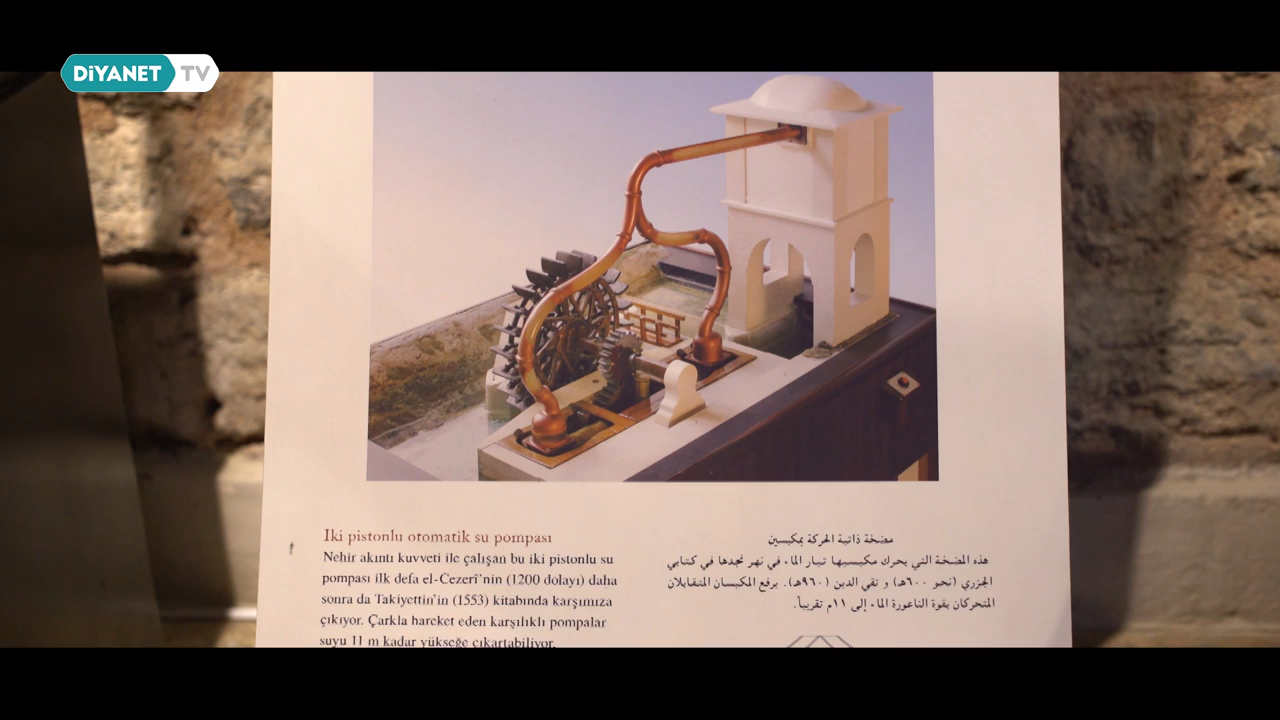 DiYANET TV
İki pistonlu otomatik su pompası
Nehir akıntı kuvveti ile çalışan bu iki pistonlu su
pompası ilk defa el-Cezerî'nin (1200 dolayı) daha
sonra da Takiyettin'in (1553) kitabında karşımıza
çıkıyor. Çarkla hareket eden karşılıklı pompalar
suyu 11 m kadar yükseğe çıkartabiliyor.
مضخة ذاتية الحركة بمكبسين
هذه المضخة التي يحرك مكبسيها تيار الماء في نهر نجدها في كتابي
الجزري (نحو ٦٠٠هـ) و تقي الدين (٩٦٠هـ). يرفع المكبسان المتقابلان
المتحركان بقوة الناعورة الماء إلى ١١م تقريباً.